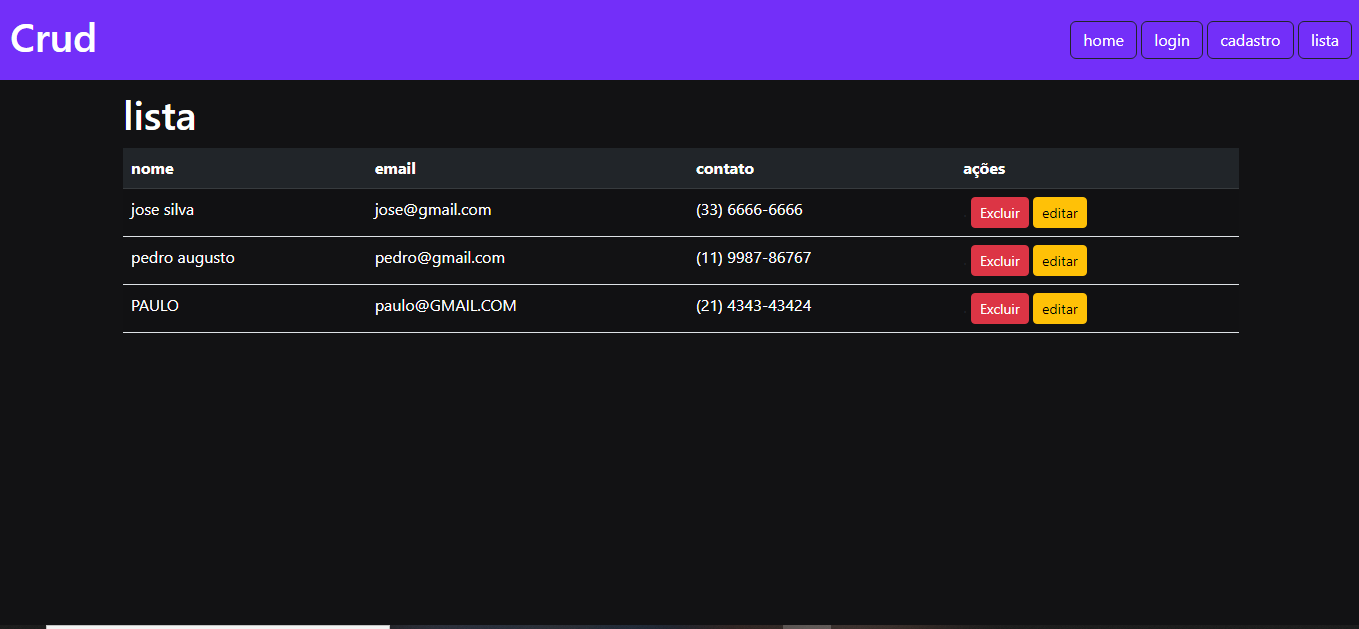 Crud
home login cadastro lista
lista
nome email contato ações
jose silva jose@gmail.com (33) 6666-6666 Excluir editar
pedro augusto pedro@gmail.com (11) 9987-86767 Excluir editar
PAULO paulo@GMAIL.COM (21) 4343-43424 Excluir editar